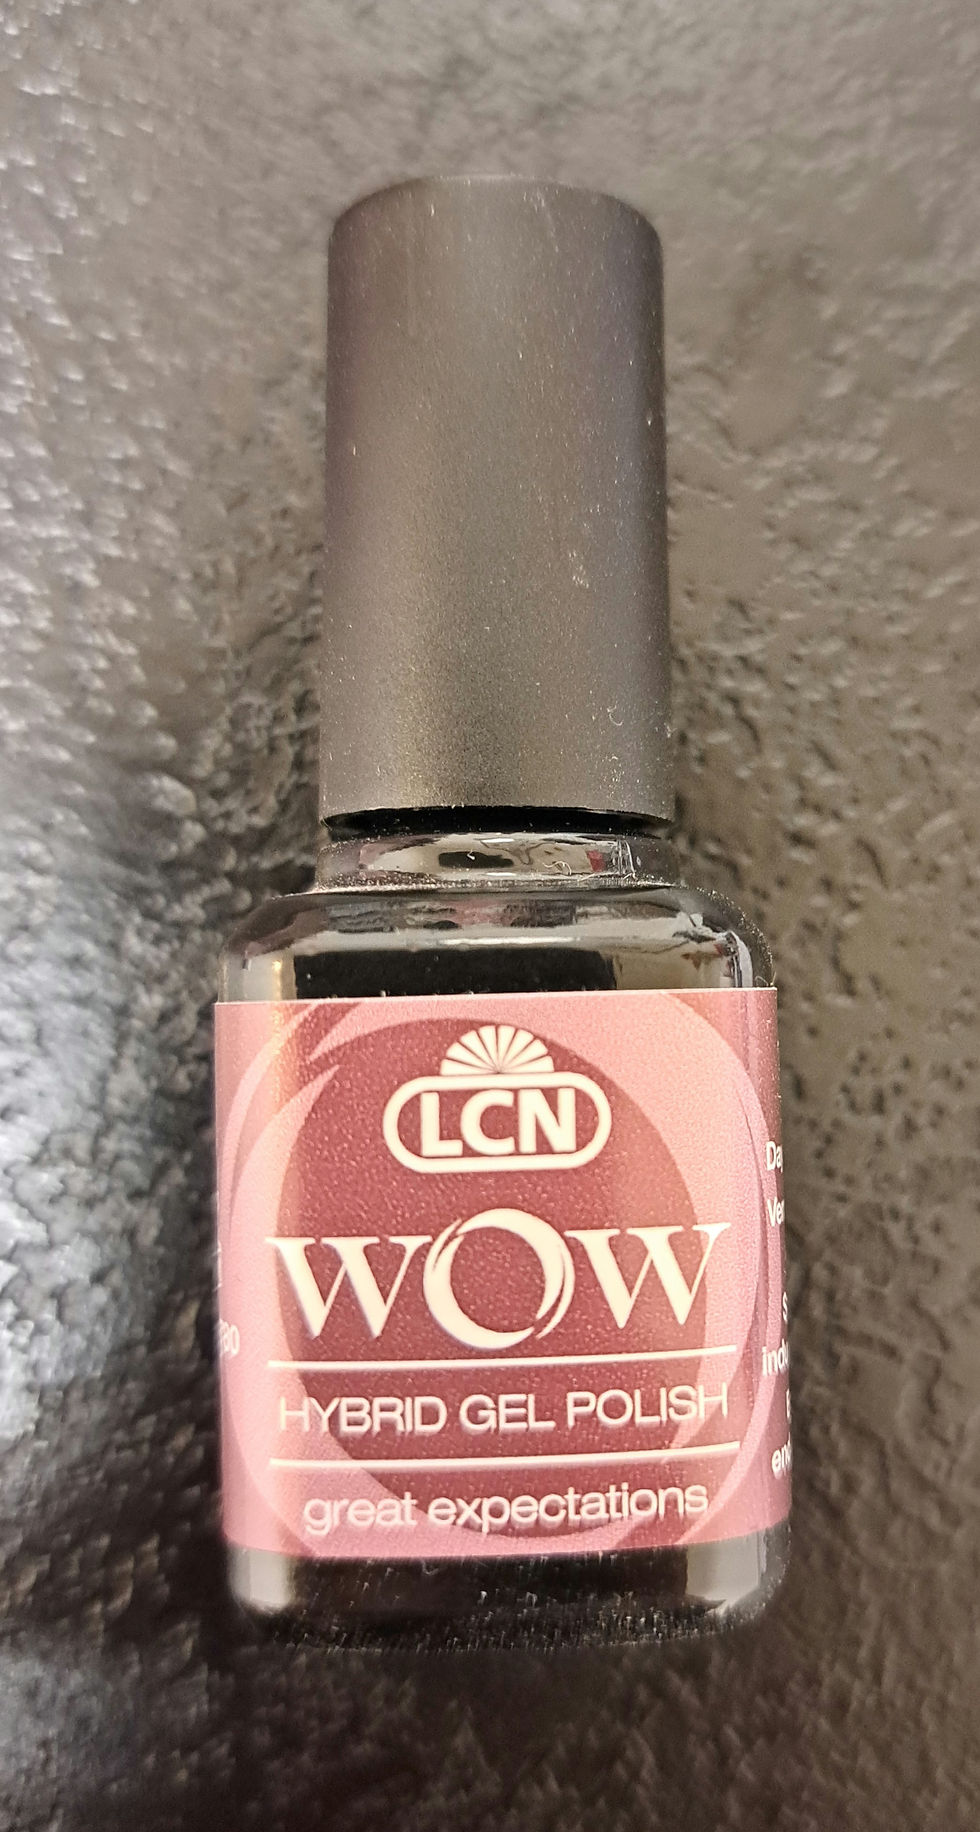 LCN
WOW
HYBRID GEL POLISH
great expectations